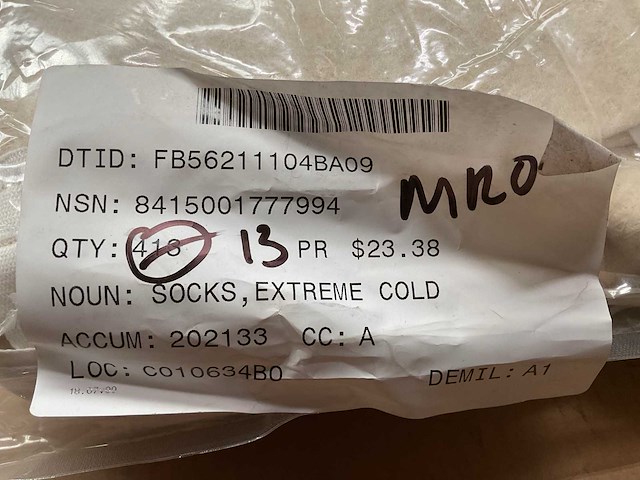 DTID: FB56211104BA09
NSN: 8415001777994
MRO
QTY: 413 13 PR $23.38
NOUN: SOCKS,EXTREME COLD
ACCUM: 202133 CC: A
LOC: C010634B0 DEMIL: A1